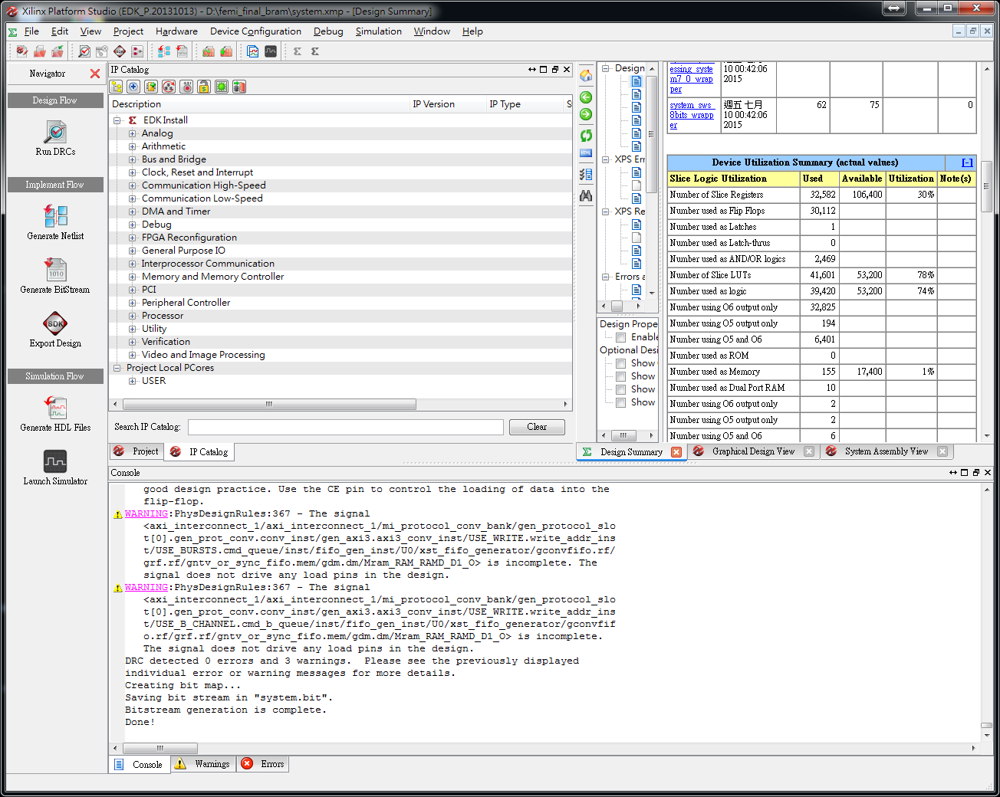 Xilinx Platform Studio (EDK_P.20131013) - D:\femi_final_bram\system.xmp - [Design Summary]
File Edit View Project Hardware Device Configuration Debug Simulation Window Help
Navigator
Design Flow
Run DRCs
Implement Flow
Generate Netlist
Generate BitStream
SDK
Export Design
Simulation Flow
Generate HDL Files
Launch Simulator
IP Catalog
Description IP Version IP Type S
EDK Install
Analog
Arithmetic
Bus and Bridge
Clock, Reset and Interrupt
Communication High-Speed
Communication Low-Speed
DMA and Timer
Debug
FPGA Reconfiguration
General Purpose IO
Interprocessor Communication
Memory and Memory Controller
PCI
Peripheral Controller
Processor
Utility
Verification
Video and Image Processing
Project Local PCores
USER
Search IP Catalog: Clear
Project IP Catalog
Design
XPS Err
XPS Re
Errors a
Design Prope
Enable
Optional Desi
Show
Show
Show
Show
essing_syste
m7_0_wrap
per
10 00:42:06
2015
system_sws_
8bits_wrapp
er
週五 七月
10 00:42:06
2015
62 75 0
Device Utilization Summary (actual values) [-]
Slice Logic Utilization Used Available Utilization Note(s)
Number of Slice Registers 32,582 106,400 30%
Number used as Flip Flops 30,112
Number used as Latches 1
Number used as Latch-thrus 0
Number used as AND/OR logics 2,469
Number of Slice LUTs 41,601 53,200 78%
Number used as logic 39,420 53,200 74%
Number using O6 output only 32,825
Number using O5 output only 194
Number using O5 and O6 6,401
Number used as ROM 0
Number used as Memory 155 17,400 1%
Number used as Dual Port RAM 10
Number using O6 output only 2
Number using O5 output only 2
Number using O5 and O6 6
Design Summary Graphical Design View System Assembly View
Console
good design practice. Use the CE pin to control the loading of data into the
flip-flop.
WARNING:PhysDesignRules:367 - The signal
<axi_interconnect_1/axi_interconnect_1/mi_protocol_conv_bank/gen_protocol_slo
t[0].gen_prot_conv.conv_inst/gen_axi3.axi3_conv_inst/USE_WRITE.write_addr_ins
t/USE_BURSTS.cmd_queue/inst/fifo_gen_inst/U0/xst_fifo_generator/gconvfifo.rf/
grf.rf/gntv_or_sync_fifo.mem/gdm.dm/Mram_RAM_RAMD_D1_O> is incomplete. The
signal does not drive any load pins in the design.
WARNING:PhysDesignRules:367 - The signal
<axi_interconnect_1/axi_interconnect_1/mi_protocol_conv_bank/gen_protocol_slo
t[0].gen_prot_conv.conv_inst/gen_axi3.axi3_conv_inst/USE_WRITE.write_addr_ins
t/USE_B_CHANNEL.cmd_b_queue/inst/fifo_gen_inst/U0/xst_fifo_generator/gconvfif
o.rf/grf.rf/gntv_or_sync_fifo.mem/gdm.dm/Mram_RAM_RAMD_D1_O> is incomplete.
The signal does not drive any load pins in the design.
DRC detected 0 errors and 3 warnings.  Please see the previously displayed
individual error or warning messages for more details.
Creating bit map...
Saving bit stream in "system.bit".
Bitstream generation is complete.
Done!
Console Warnings Errors